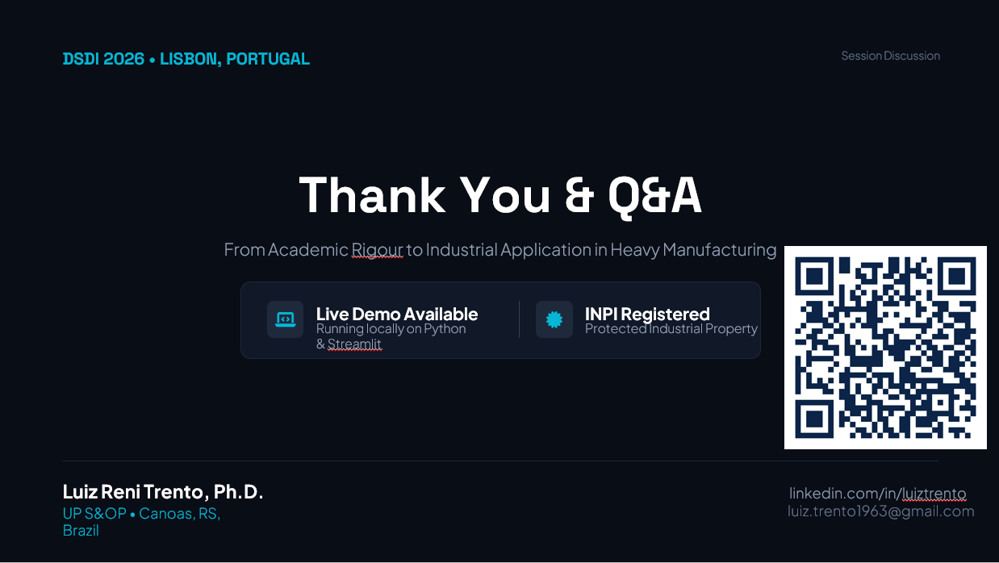 DSDI 2026 • LISBON, PORTUGAL
Session Discussion
Thank You & Q&A
From Academic Rigour to Industrial Application in Heavy Manufacturing
Live Demo Available
Running locally on Python
& Streamlit
INPI Registered
Protected Industrial Property
Luiz Reni Trento, Ph.D.
UP S&OP • Canoas, RS,
Brazil
linkedin.com/in/luiztrento
luiz.trento1963@gmail.com